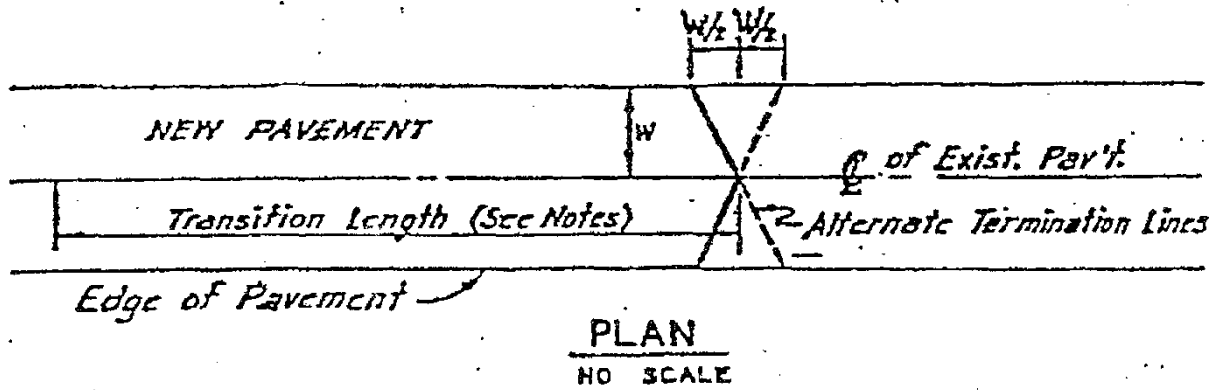 W/2 W/2
NEW PAVEMENT
W
℄ of Exist. Pav't.
Transition Length (See Notes)
Alternate Termination Lines
Edge of Pavement
PLAN
NO SCALE